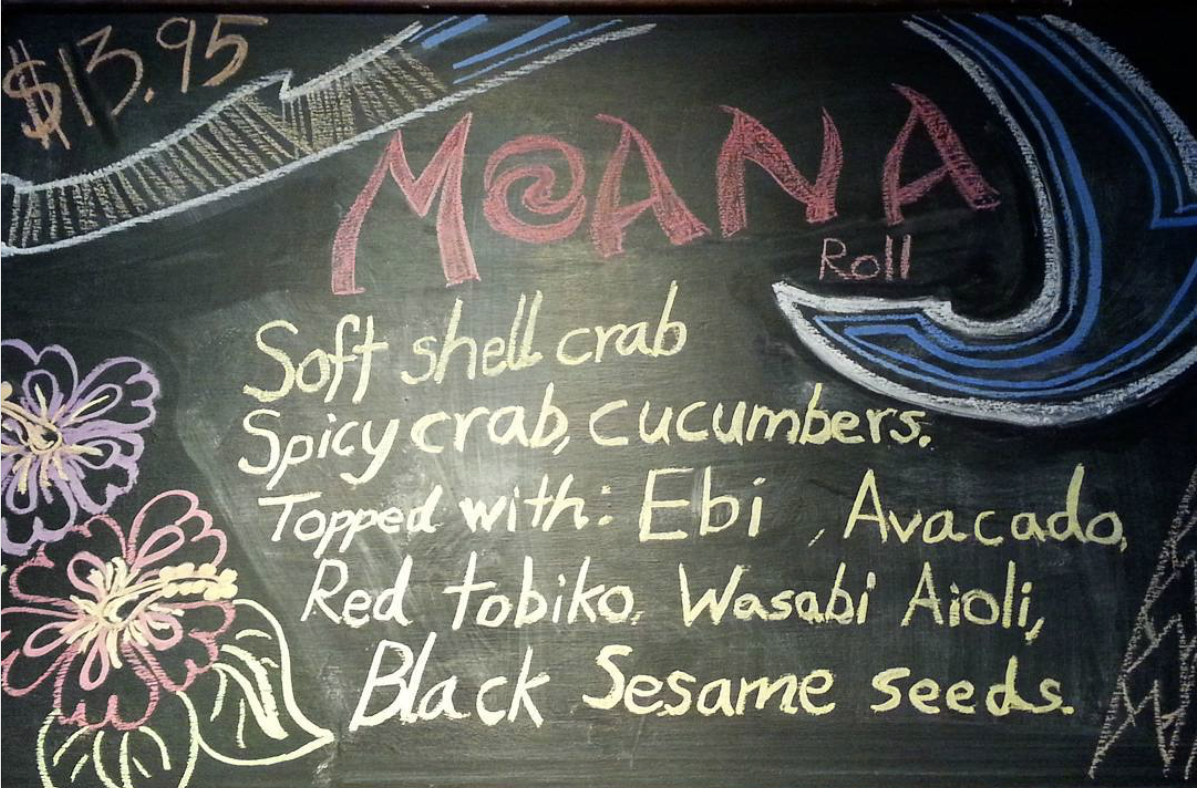 $13.95
MOANA
Roll
Soft shell crab
Spicy crab, cucumbers.
Topped with: Ebi, Avacado,
Red tobiko, Wasabi Aioli,
Black Sesame seeds.